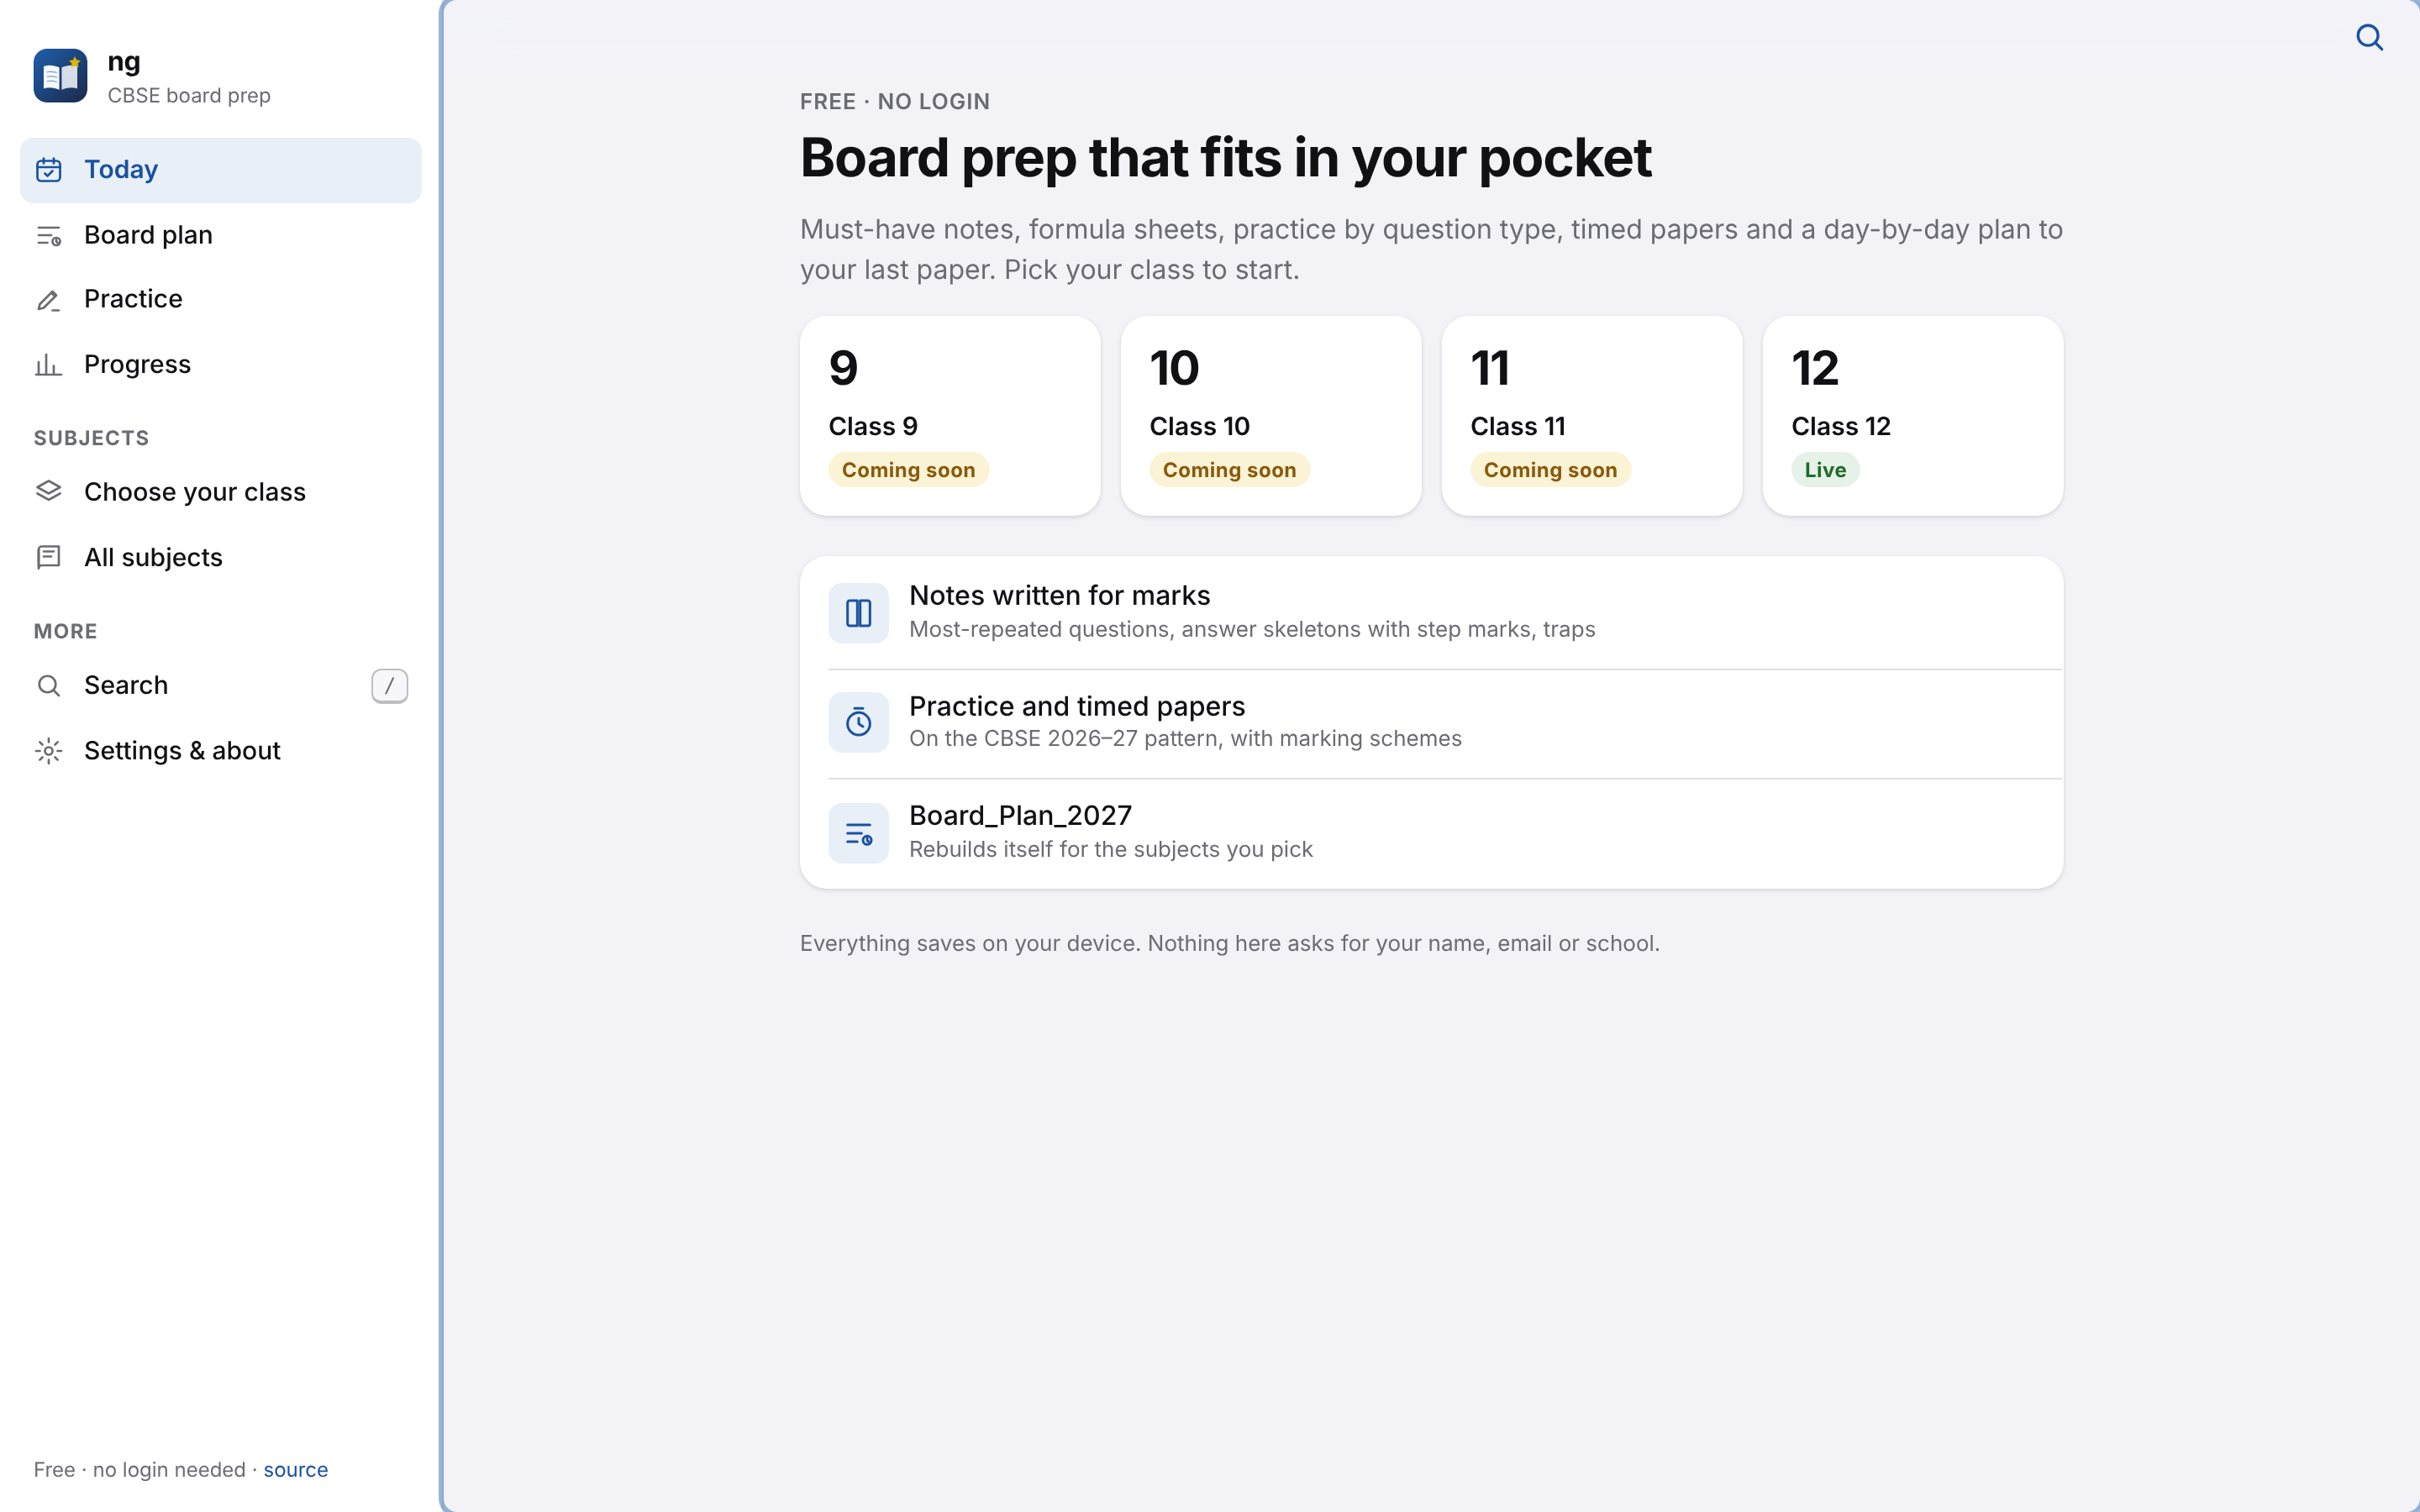 ng
CBSE board prep
Today
Board plan
Practice
Progress
SUBJECTS
Choose your class
All subjects
MORE
Search /
Settings & about
Free · no login needed · source
FREE · NO LOGIN
Board prep that fits in your pocket
Must-have notes, formula sheets, practice by question type, timed papers and a day-by-day plan to
your last paper. Pick your class to start.
9
Class 9
Coming soon
10
Class 10
Coming soon
11
Class 11
Coming soon
12
Class 12
Live
Notes written for marks
Most-repeated questions, answer skeletons with step marks, traps
Practice and timed papers
On the CBSE 2026–27 pattern, with marking schemes
Board_Plan_2027
Rebuilds itself for the subjects you pick
Everything saves on your device. Nothing here asks for your name, email or school.